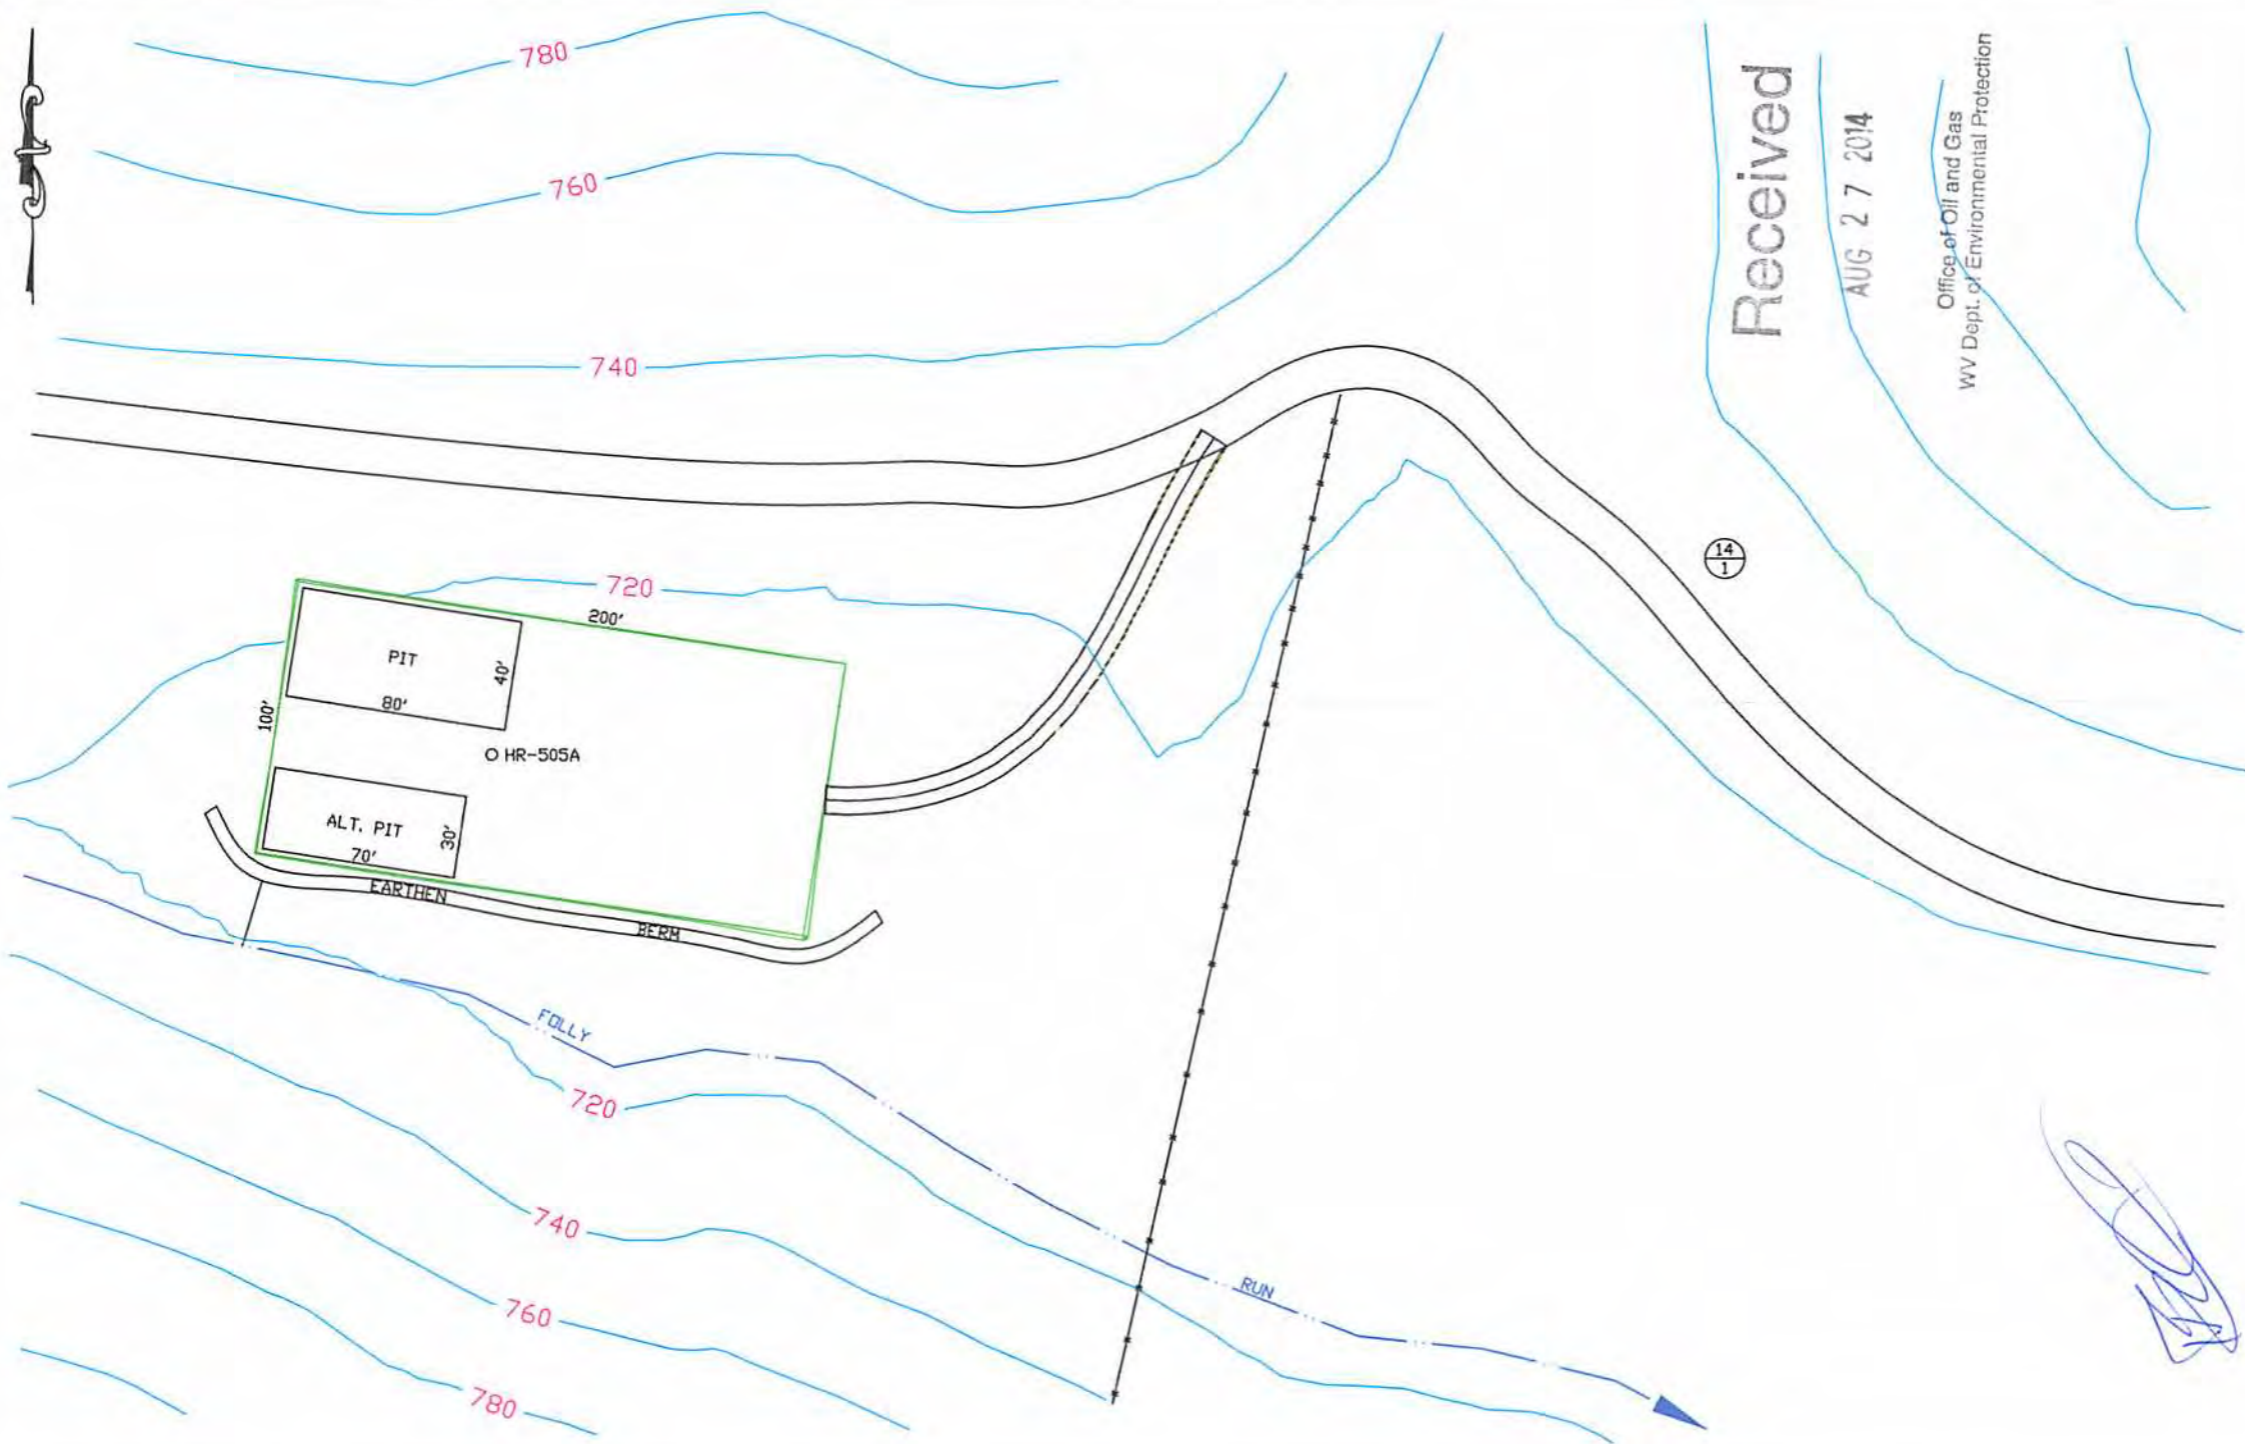 780
760
740
Received
AUG 27 2014
Office of Oil and Gas
WV Dept. of Environmental Protection
14
1
720
200'
PIT
40'
80'
100'
O HR-505A
ALT. PIT
30'
70'
EARTHEN
BERM
FOLLY
720
740
RUN
760
780